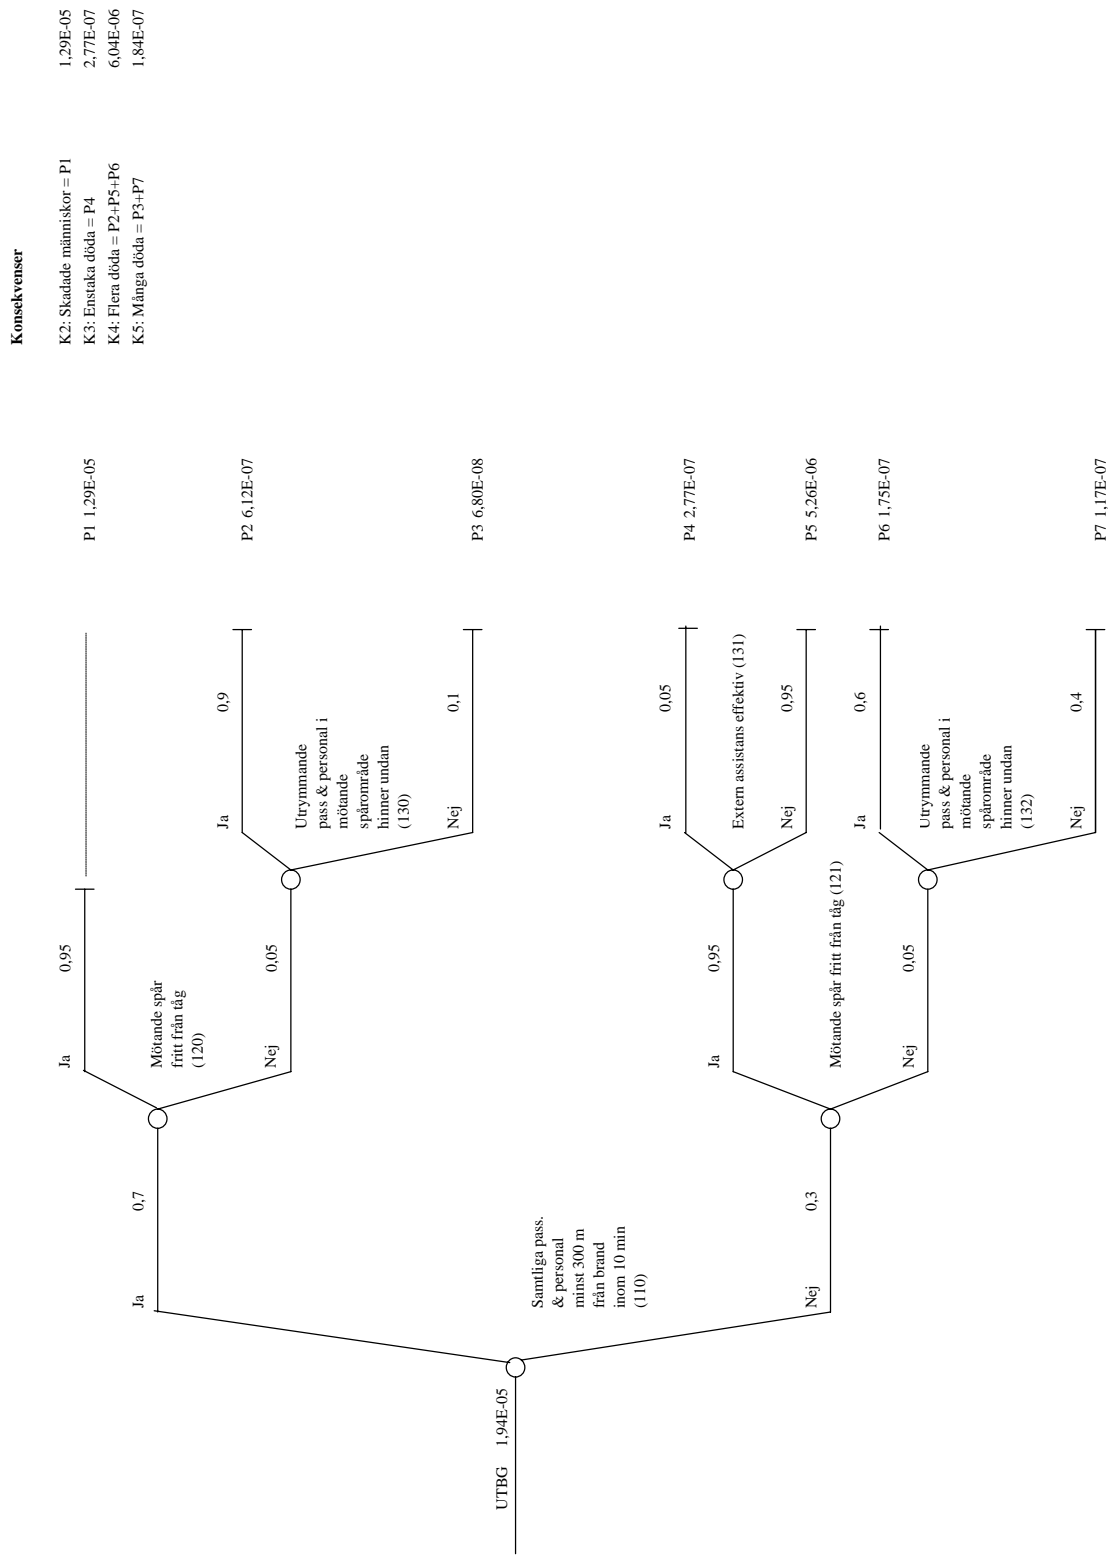 Konsekvenser
K2: Skadade människor = P1 1,29E-05
K3: Enstaka döda = P4 2,77E-07
K4: Flera döda = P2+P5+P6 6,04E-06
K5: Många döda = P3+P7 1,84E-07
UTBG 1,94E-05
Samtliga pass.
& personal
minst 300 m
från brand
inom 10 min
(110)
Ja 0,7
Nej 0,3
Mötande spår
fritt från tåg
(120)
Ja 0,95
Nej 0,05
Mötande spår fritt från tåg (121)
Ja 0,95
Nej 0,05
Utrymmande
pass & personal i
mötande
spårområde
hinner undan
(130)
Ja 0,9
Nej 0,1
Extern assistans effektiv (131)
Ja 0,05
Nej 0,95
Utrymmande
pass & personal i
mötande
spårområde
hinner undan
(132)
Ja 0,6
Nej 0,4
P1 1,29E-05
P2 6,12E-07
P3 6,80E-08
P4 2,77E-07
P5 5,26E-06
P6 1,75E-07
P7 1,17E-07